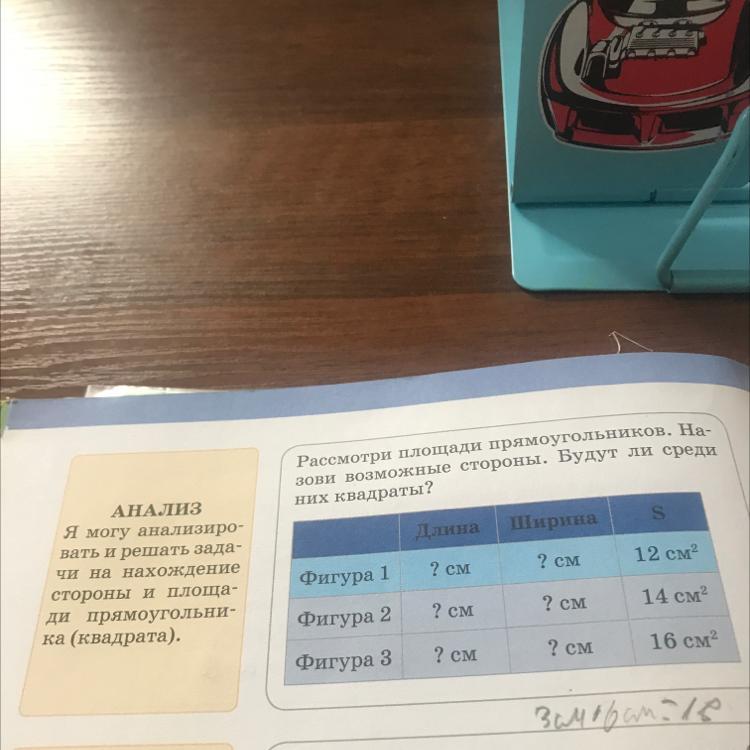 Рассмотри площади прямоугольников. На-
зови возможные стороны. Будут ли среди
них квадраты?
АНАЛИЗ
Я могу анализиро-
вать и решать зада-
чи на нахождение
стороны и площа-
ди прямоугольни-
ка (квадрата).
Длина Ширина S
Фигура 1 ? см ? см 12 см²
Фигура 2 ? см ? см 14 см²
Фигура 3 ? см ? см 16 см²